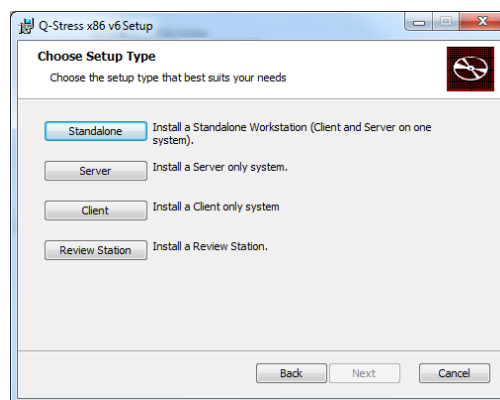 Q-Stress x86 v6 Setup
Choose Setup Type
Choose the setup type that best suits your needs
Standalone
Install a Standalone Workstation (Client and Server on one
system).
Server
Install a Server only system.
Client
Install a Client only system
Review Station
Install a Review Station.
Back
Next
Cancel